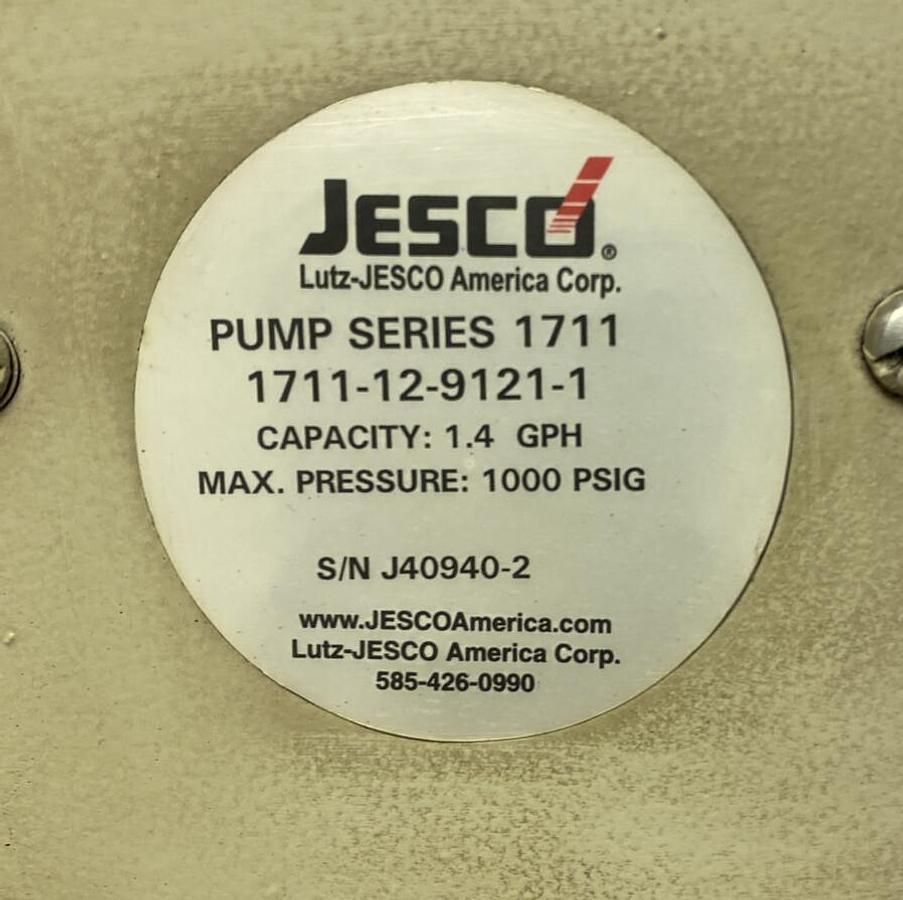 JESCO®
Lutz-JESCO America Corp.
PUMP SERIES 1711
1711-12-9121-1
CAPACITY: 1.4 GPH
MAX. PRESSURE: 1000 PSIG
S/N J40940-2
www.JESCOAmerica.com
Lutz-JESCO America Corp.
585-426-0990